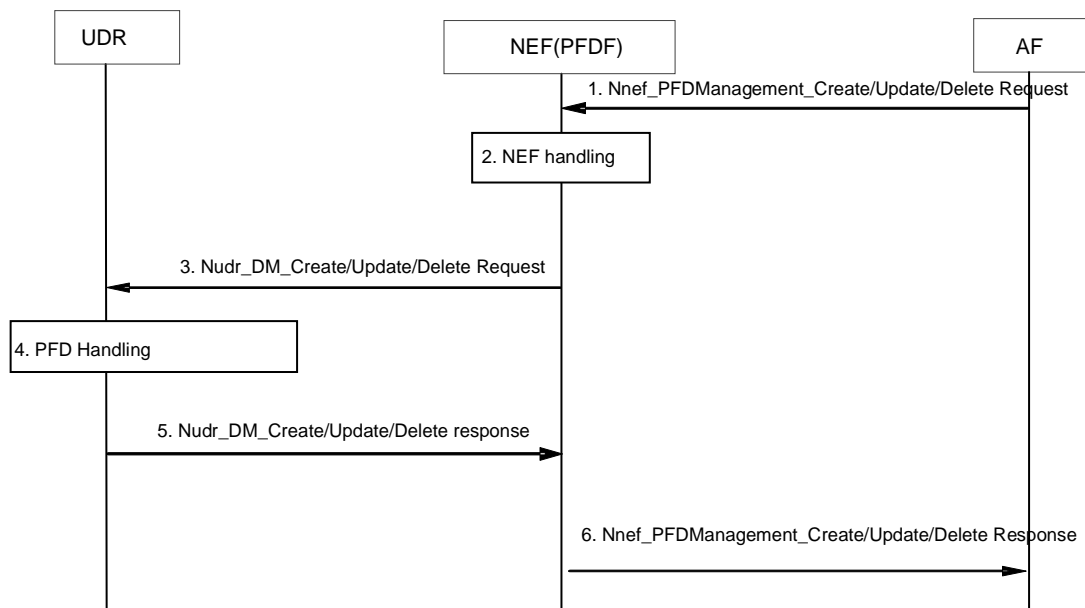 UDR
NEF(PFDF)
AF
1. Nnef_PFDManagement_Create/Update/Delete Request
2. NEF handling
3. Nudr_DM_Create/Update/Delete Request
4. PFD Handling
5. Nudr_DM_Create/Update/Delete response
6. Nnef_PFDManagement_Create/Update/Delete Response